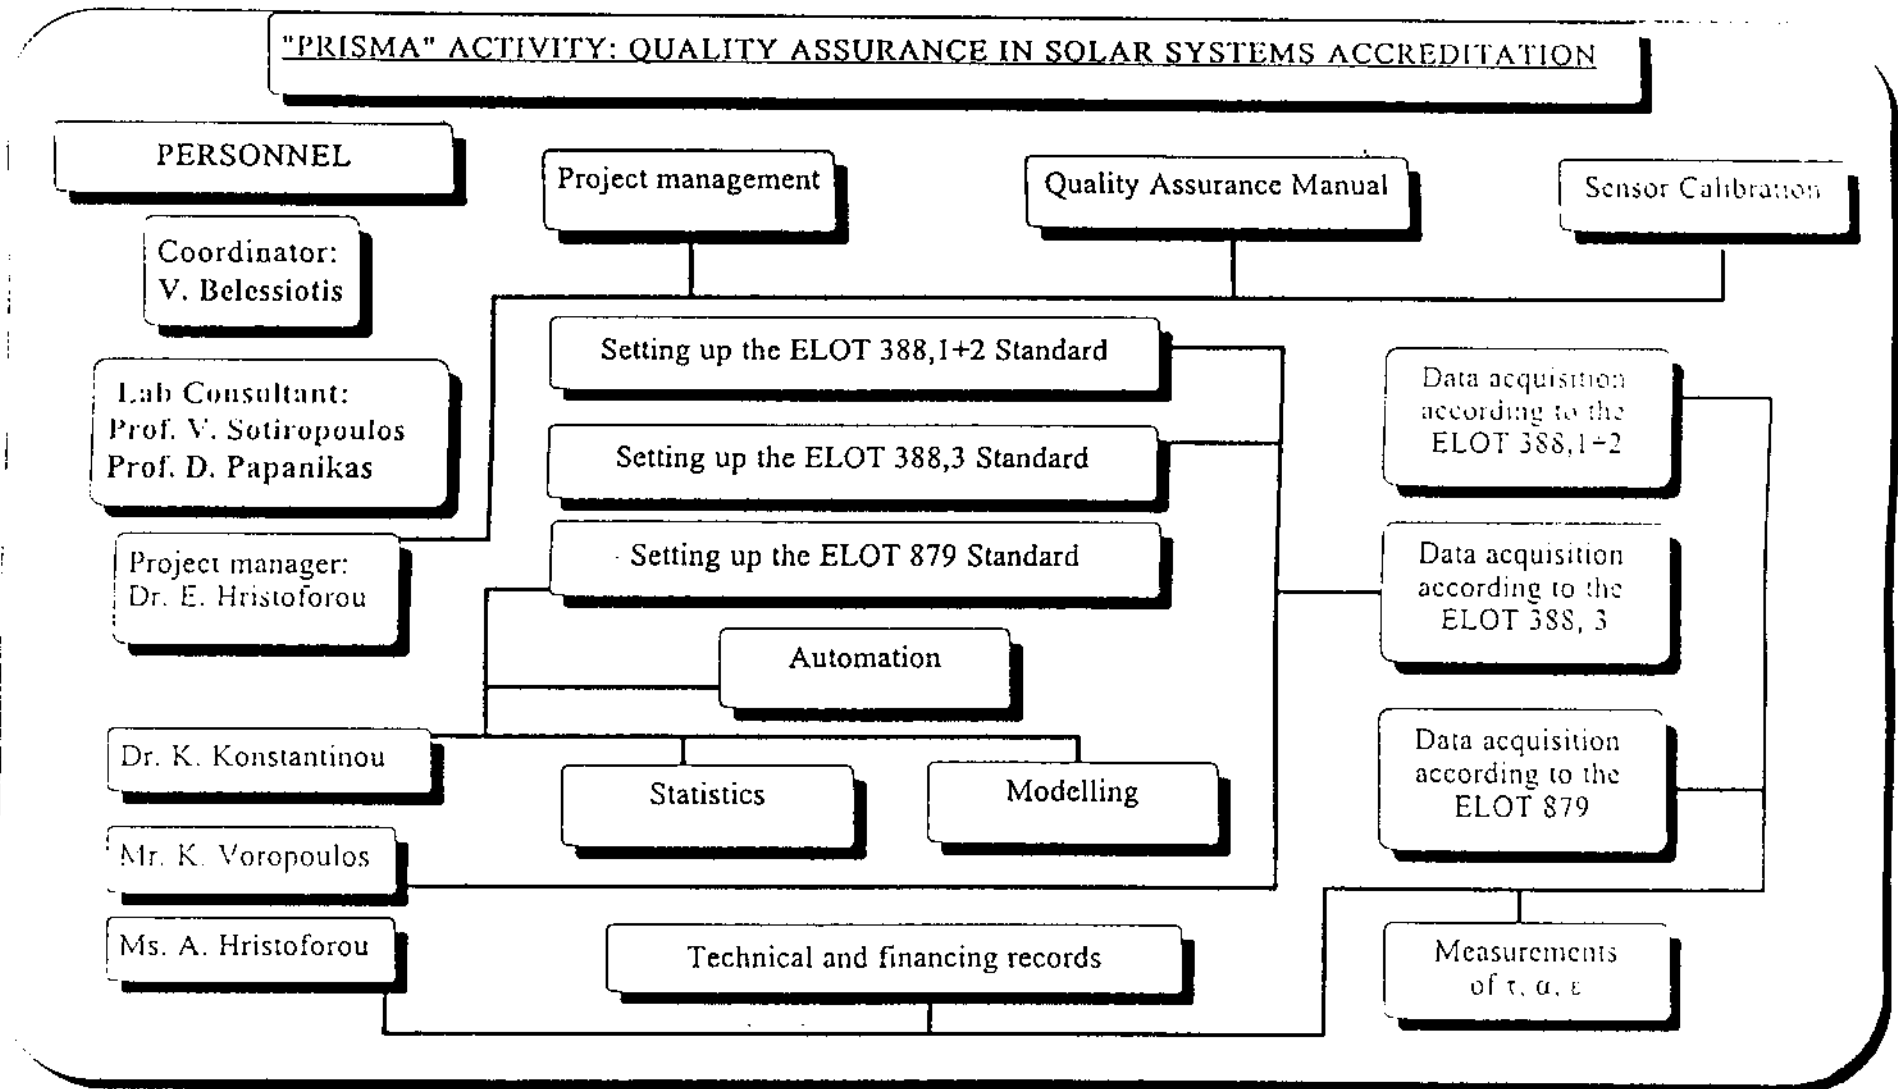 "PRISMA" ACTIVITY: QUALITY ASSURANCE IN SOLAR SYSTEMS ACCREDITATION
PERSONNEL
Project management
Quality Assurance Manual
Sensor Calibration
Coordinator:
V. Belessiotis
Setting up the ELOT 388,1+2 Standard
Lab Consultant:
Prof. V. Sotiropoulos
Prof. D. Papanikas
Data acquisition
according to the
ELOT 388,1+2
Setting up the ELOT 388,3 Standard
Setting up the ELOT 879 Standard
Project manager:
Dr. E. Hristoforou
Data acquisition
according to the
ELOT 388, 3
Automation
Dr. K. Konstantinou
Statistics
Modelling
Data acquisition
according to the
ELOT 879
Mr. K. Voropoulos
Ms. A. Hristoforou
Technical and financing records
Measurements
of τ, α, ε